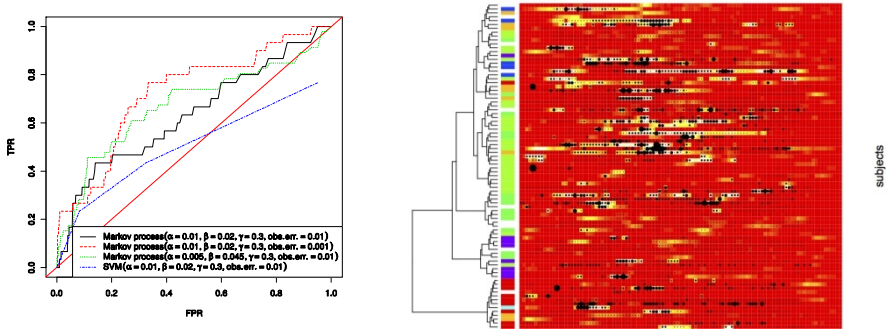 TPR
1.0
0.8
0.6
0.4
0.2
0.0
Markov process(α = 0.01, β = 0.02, γ = 0.3, obs.err. = 0.01)
Markov process(α = 0.01, β = 0.02, γ = 0.3, obs.err. = 0.001)
Markov process(α = 0.005, β = 0.045, γ = 0.3, obs.err. = 0.01)
SVM(α = 0.01, β = 0.02, γ = 0.3, obs.err. = 0.01)
0.0 0.2 0.4 0.6 0.8 1.0
FPR
subjects